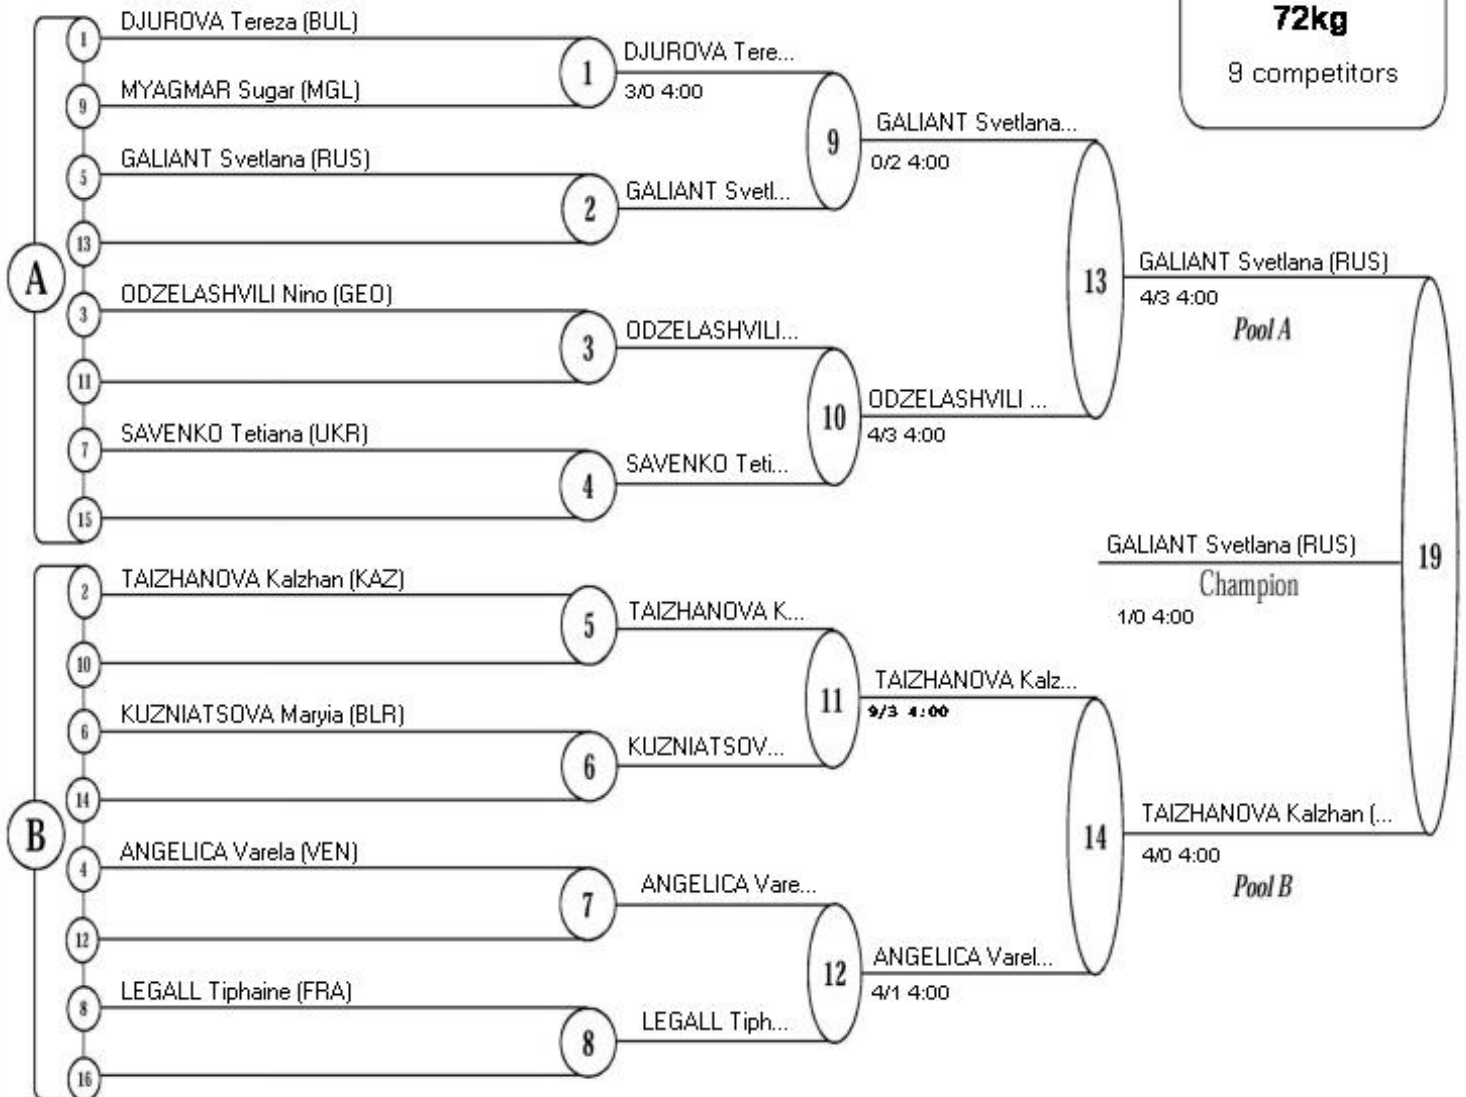 72kg
9 competitors
A
1
DJUROVA Tereza (BUL)
9
MYAGMAR Sugar (MGL)
5
GALIANT Svetlana (RUS)
13
3
ODZELASHVILI Nino (GEO)
11
7
SAVENKO Tetiana (UKR)
15
1
DJUROVA Tere...
3/0 4:00
2
GALIANT Svetl...
3
ODZELASHVILI...
4
SAVENKO Teti...
9
GALIANT Svetlana...
0/2 4:00
10
ODZELASHVILI ...
4/3 4:00
13
GALIANT Svetlana (RUS)
4/3 4:00
Pool A
B
2
TAIZHANOVA Kalzhan (KAZ)
10
6
KUZNIATSOVA Maryia (BLR)
14
4
ANGELICA Varela (VEN)
12
8
LEGALL Tiphaine (FRA)
16
5
TAIZHANOVA K...
6
KUZNIATSOV...
7
ANGELICA Vare...
8
LEGALL Tiph...
11
TAIZHANOVA Kalz...
9/3 4:00
12
ANGELICA Varel...
4/1 4:00
14
TAIZHANOVA Kalzhan (...
4/0 4:00
Pool B
19
GALIANT Svetlana (RUS)
Champion
1/0 4:00